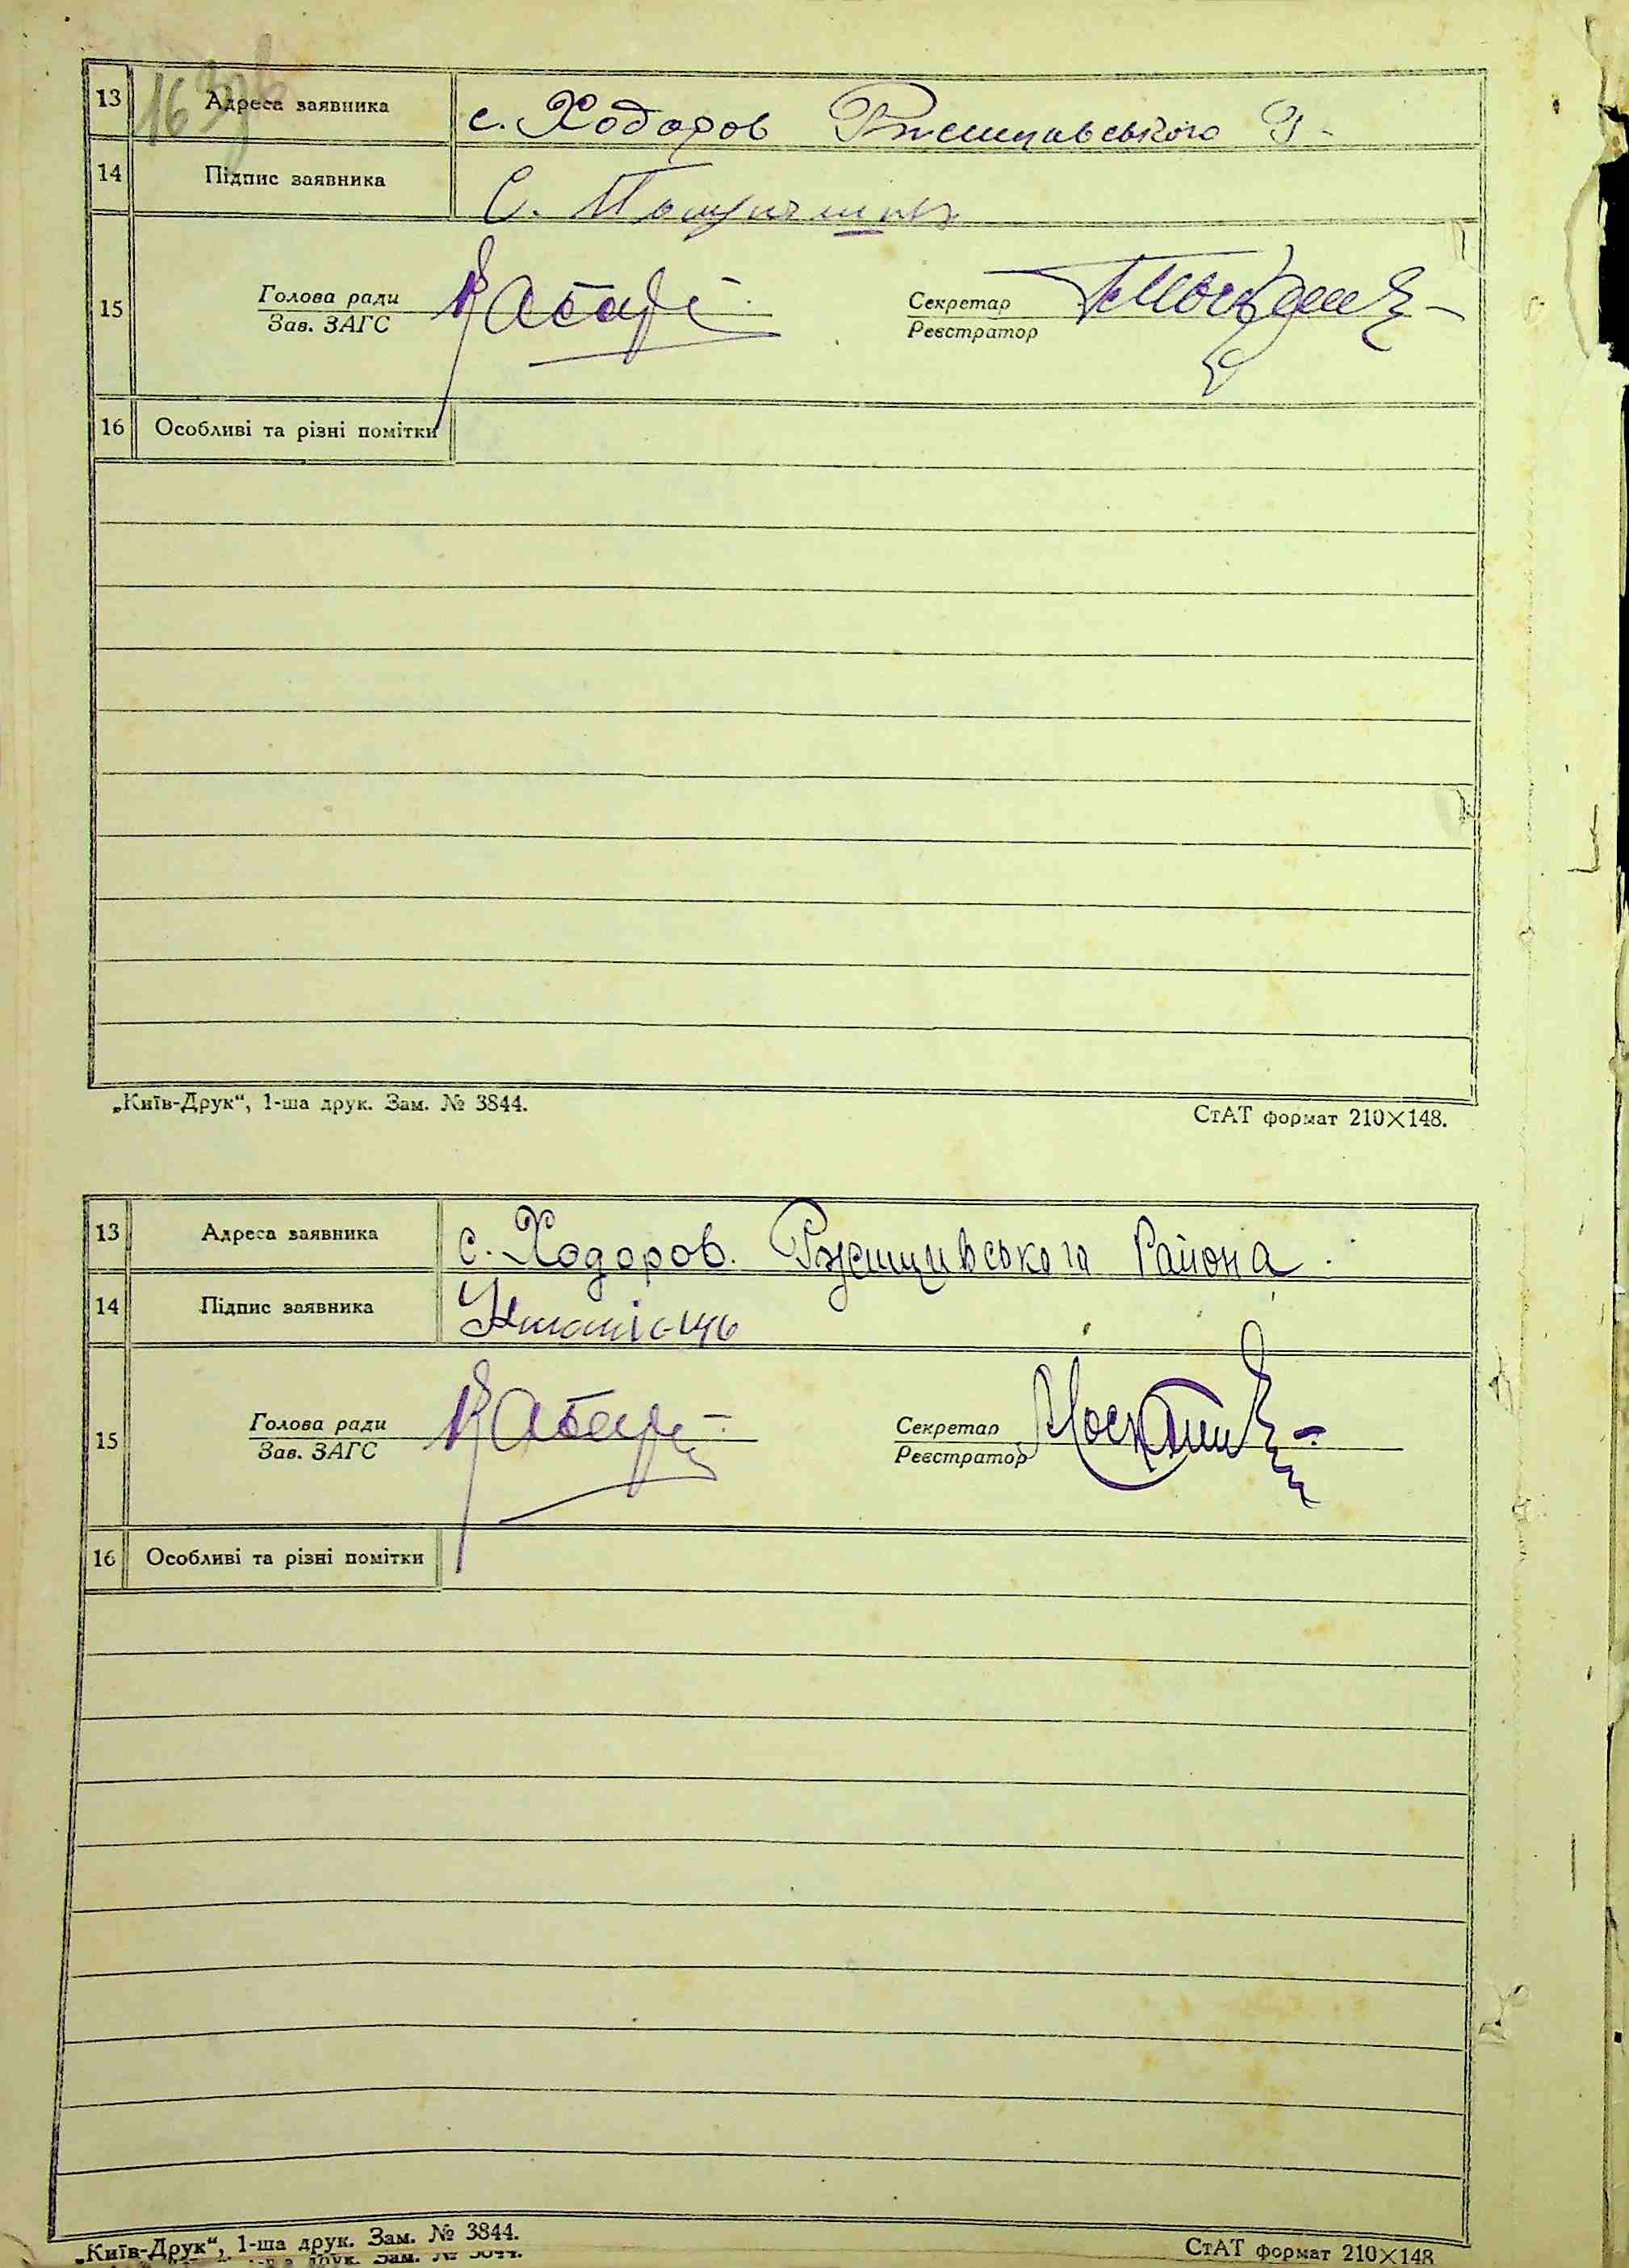 16 зв
13 Адреса заявника с. Ходоров Ржищівського Р-
14 Підпис заявника С.
15 Голова ради Секретар
Зав. ЗАГС Реєстратор
16 Особливі та різні помітки
„Київ-Друк“, 1-ша друк. Зам. № 3844. СтАТ формат 210×148.
13 Адреса заявника с. Ходоров. Ржищивського Района
14 Підпис заявника
15 Голова ради Секретар
Зав. ЗАГС Реєстратор
16 Особливі та різні помітки
„Київ-Друк“, 1-ша друк. Зам. № 3844. СтАТ формат 210×148